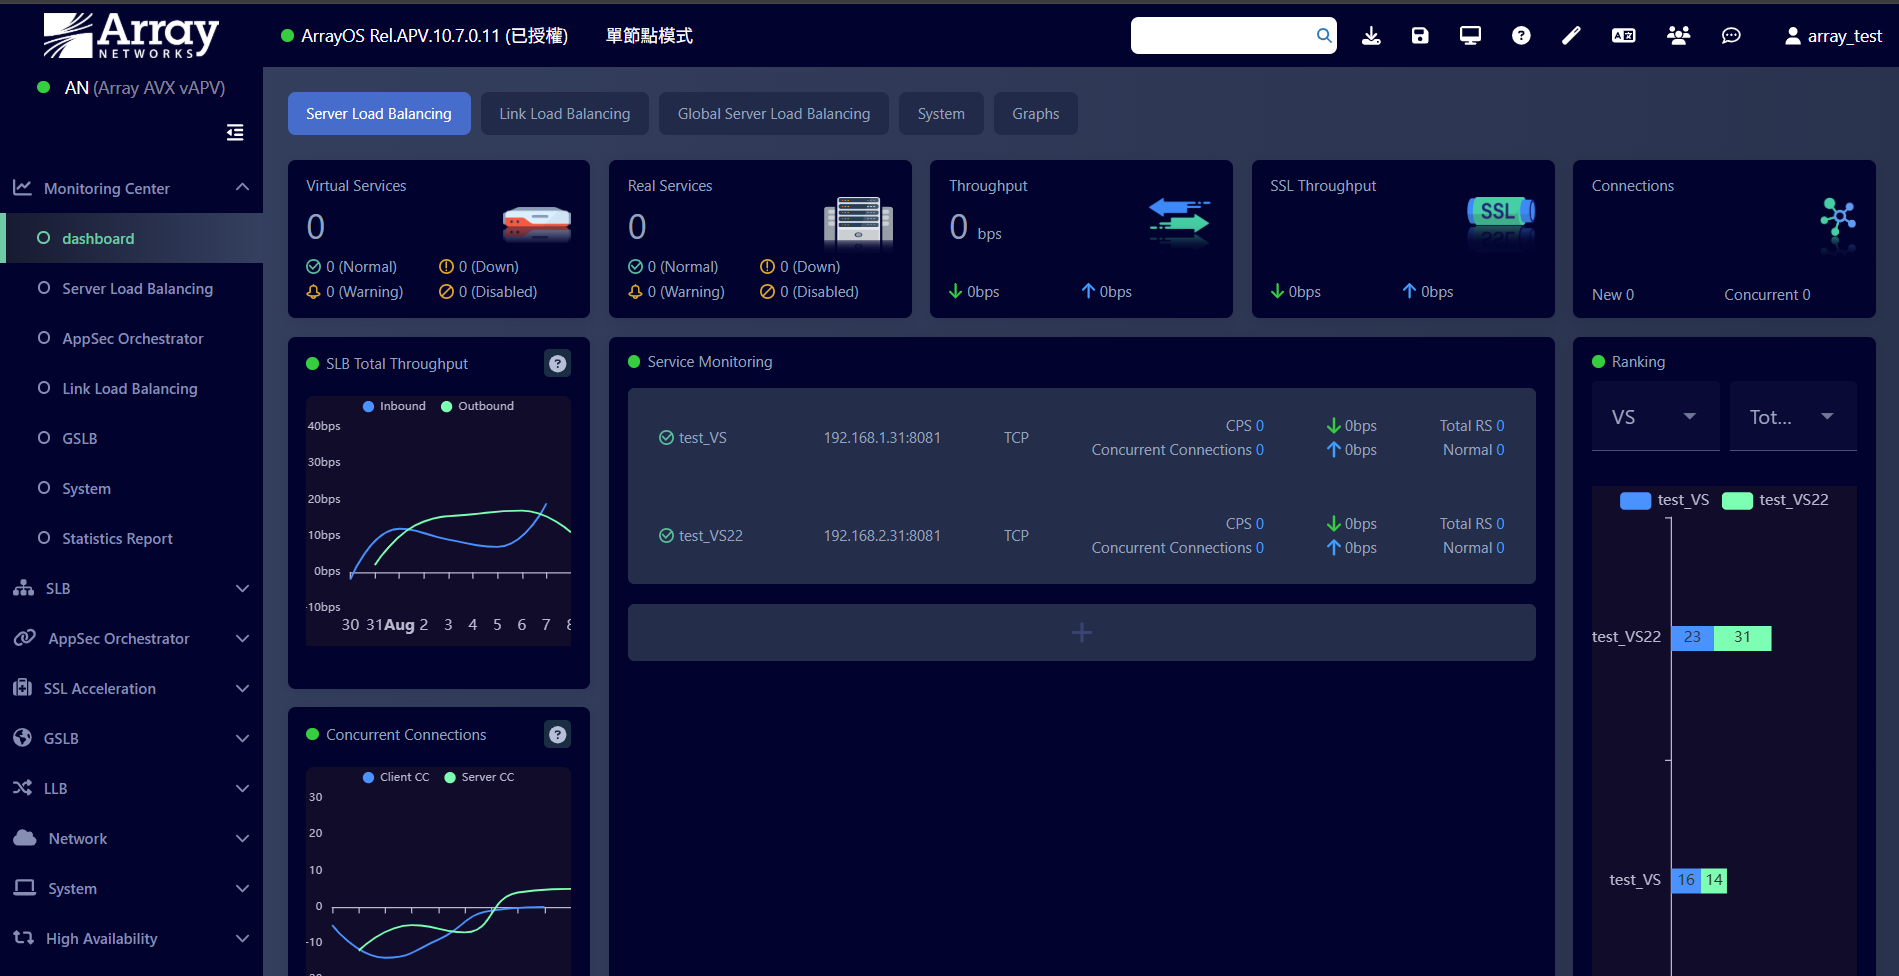 Array
NETWORKS
ArrayOS Rel.APV.10.7.0.11 (已授權)
單節點模式
array_test
AN (Array AVX vAPV)
Monitoring Center
dashboard
Server Load Balancing
AppSec Orchestrator
Link Load Balancing
GSLB
System
Statistics Report
SLB
AppSec Orchestrator
SSL Acceleration
GSLB
LLB
Network
System
High Availability
Server Load Balancing
Link Load Balancing
Global Server Load Balancing
System
Graphs
Virtual Services
0
0 (Normal)
0 (Down)
0 (Warning)
0 (Disabled)
Real Services
0
0 (Normal)
0 (Down)
0 (Warning)
0 (Disabled)
Throughput
0 bps
0bps
0bps
SSL Throughput
SSL
0bps
0bps
Connections
New 0
Concurrent 0
SLB Total Throughput
?
Inbound
Outbound
40bps
30bps
20bps
10bps
0bps
-10bps
30 31 Aug 2 3 4 5 6 7 8
Concurrent Connections
?
Client CC
Server CC
30
20
10
0
-10
Service Monitoring
test_VS
192.168.1.31:8081
TCP
CPS 0
Concurrent Connections 0
0bps
0bps
Total RS 0
Normal 0
test_VS22
192.168.2.31:8081
TCP
CPS 0
Concurrent Connections 0
0bps
0bps
Total RS 0
Normal 0
+
Ranking
VS
Tot...
test_VS
test_VS22
test_VS22
23
31
test_VS
16
14